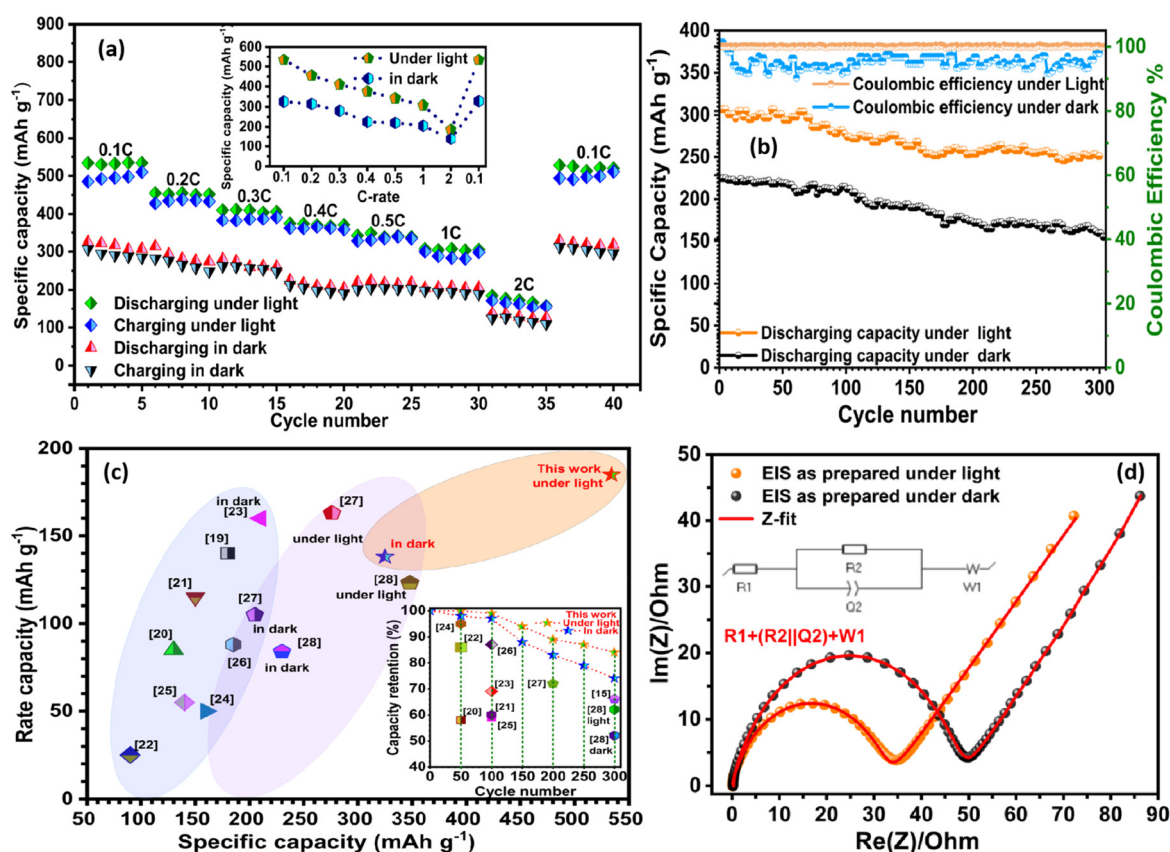 (a)
Specific capacity (mAh g⁻¹)
900
800
700
600
500
400
300
200
100
0
0.1C
0.2C
0.3C
0.4C
0.5C
1C
2C
0.1C
Discharging under light
Charging under light
Discharging in dark
Charging in dark
0 5 10 15 20 25 30 35 40
Cycle number
Specific capacity (mAh g⁻¹)
600
500
400
300
200
100
0
Under light
in dark
0.1 0.2 0.3 0.4 0.5 1 2 0.1
C-rate
(b)
Spcific Capacity (mAh g⁻¹)
400
350
300
250
200
150
100
50
0
Coulombic efficiency under Light
Coulombic efficiency under dark
Discharging capacity under light
Discharging capacity under dark
0 50 100 150 200 250 300
Cycle number
100
80
60
40
20
0
Coulombic Efficiency %
(c)
Rate capacity (mAh g⁻¹)
200
150
100
50
0
This work
under light
in dark
[23]
[27]
under light
in dark
[19]
[28]
under light
[21]
[27]
in dark
[20]
[26]
[28]
in dark
[25]
[24]
[22]
50 100 150 200 250 300 350 400 450 500 550
Specific capacity (mAh g⁻¹)
Capacity retention (%)
100
90
80
70
60
50
40
30
This work
Under light
in dark
[24]
[22]
[26]
[23]
[27]
[15]
[20]
[21]
[25]
[28]
light
[28]
dark
0 50 100 150 200 250 300
Cycle number
(d)
Im(Z)/Ohm
50
40
30
20
10
0
EIS as prepared under light
EIS as prepared under dark
Z-fit
R1
R2
Q2
W
W1
R1+(R2||Q2)+W1
0 10 20 30 40 50 60 70 80 90
Re(Z)/Ohm